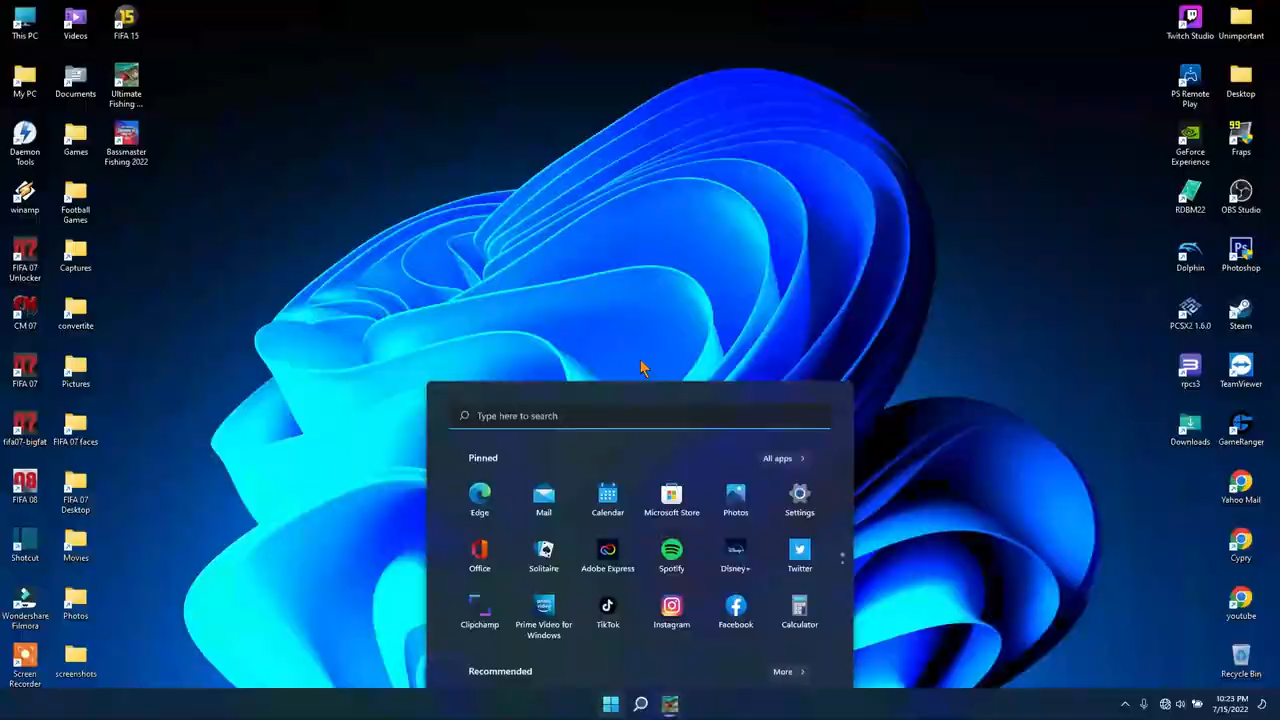 This PC
Videos
FIFA 15
My PC
Documents
Ultimate
Fishing ...
Daemon
Tools
Games
Bassmaster
Fishing 2022
winamp
Football
Games
FIFA 07
Unlocker
Captures
CM 07
convertite
FIFA 07
Pictures
fifa07-bigfat
FIFA 07 faces
FIFA 08
FIFA 07
Desktop
Shotcut
Movies
Wondershare
Filmora
Photos
Screen
Recorder
screenshots
Twitch Studio
Unimportant
PS Remote
Play
Desktop
GeForce
Experience
99
Fraps
RDBM22
OBS Studio
Dolphin
Photoshop
PCSX2 1.6.0
Steam
rpcs3
TeamViewer
Downloads
GameRanger
Yahoo Mail
Cypry
youtube
Recycle Bin
Type here to search
Pinned
All apps
Edge
Mail
Calendar
Microsoft Store
Photos
Settings
Office
Solitaire
Adobe Express
Spotify
Disney+
Twitter
Clipchamp
Prime Video for
Windows
TikTok
Instagram
Facebook
Calculator
Recommended
More
10:23 PM
7/15/2022